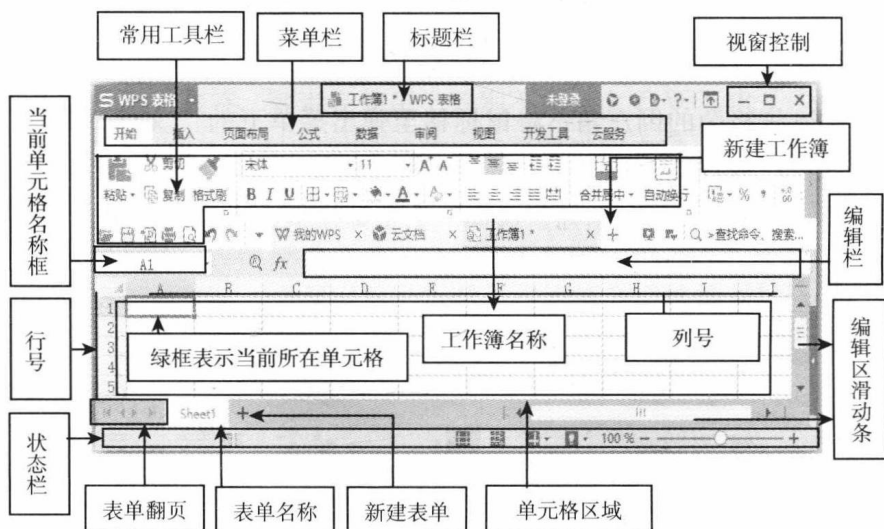 常用工具栏
菜单栏
标题栏
视窗控制
S WPS 表格
工作簿1 * - WPS 表格
未登录
当前单元格名称框
开始 插入 页面布局 公式 数据 审阅 视图 开发工具 云服务
新建工作簿
剪切
宋体
11
A+ A-
粘贴 复制 格式刷
B I U
合并居中 自动换行
%
W 我的WPS × 云文档 × 工作簿1 * × +
>查找命令、搜索...
编辑栏
A1
fx
A B C D E F G H I
1
2
3
4
5
行号
绿框表示当前所在单元格
工作簿名称
列号
编辑区滑动条
Sheet1 +
状态栏
100 %
表单翻页
表单名称
新建表单
单元格区域